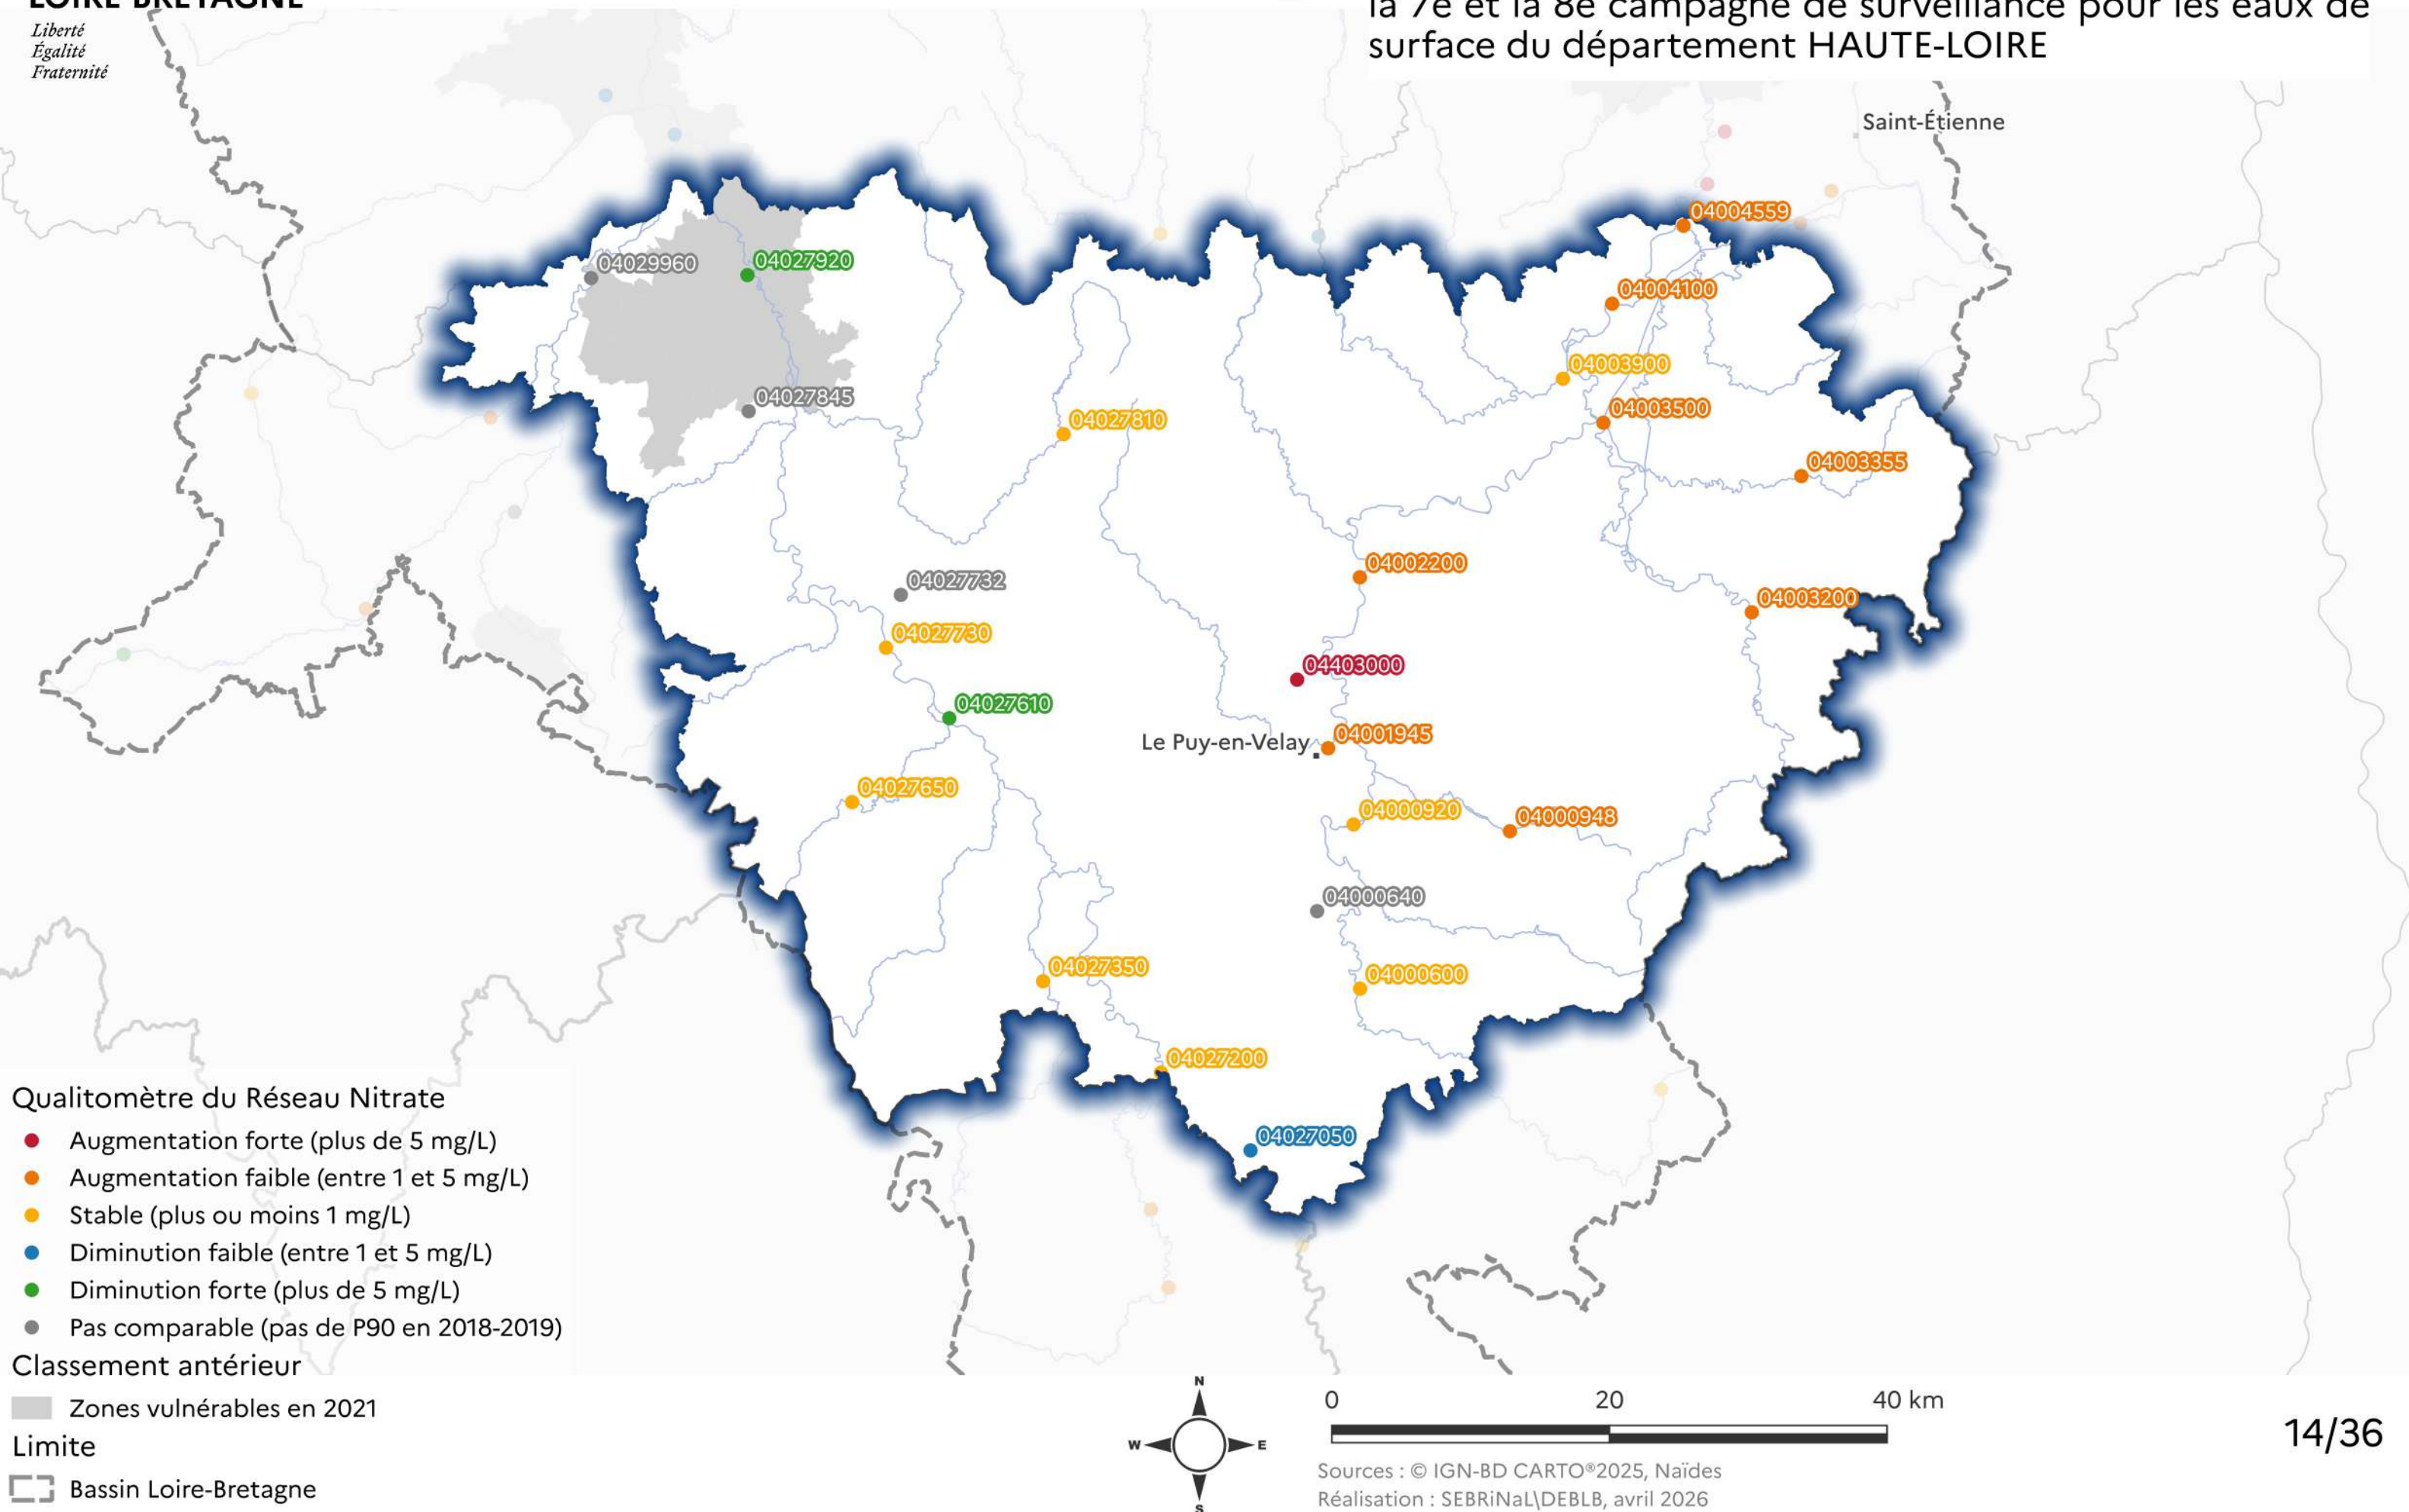 LOIRE-BRETAGNE
Liberté
Égalité
Fraternité
la 7e et la 8e campagne de surveillance pour les eaux de
surface du département HAUTE-LOIRE
Saint-Étienne
04004559
04029960
04027920
04004100
04003900
04027845
04003500
04027810
04003355
04002200
04027732
04003200
04027730
04403000
04027610
04001945
Le Puy-en-Velay
04027650
04000920
04000948
04000640
04027350
04000600
04027200
04027050
Qualitomètre du Réseau Nitrate
Augmentation forte (plus de 5 mg/L)
Augmentation faible (entre 1 et 5 mg/L)
Stable (plus ou moins 1 mg/L)
Diminution faible (entre 1 et 5 mg/L)
Diminution forte (plus de 5 mg/L)
Pas comparable (pas de P90 en 2018-2019)
Classement antérieur
Zones vulnérables en 2021
Limite
Bassin Loire-Bretagne
N
W E
S
0 20 40 km
Sources : © IGN-BD CARTO®2025, Naïdes
Réalisation : SEBRiNaL\DEBLB, avril 2026
14/36